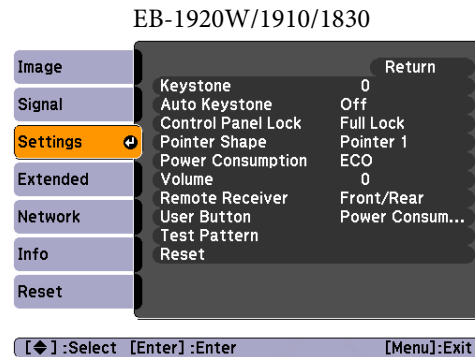 EB-1920W/1910/1830
Image
Signal
Settings
Extended
Network
Info
Reset
Return
Keystone 0
Auto Keystone Off
Control Panel Lock Full Lock
Pointer Shape Pointer 1
Power Consumption ECO
Volume 0
Remote Receiver Front/Rear
User Button Power Consum...
Test Pattern
Reset
[◆]:Select [Enter]:Enter [Menu]:Exit